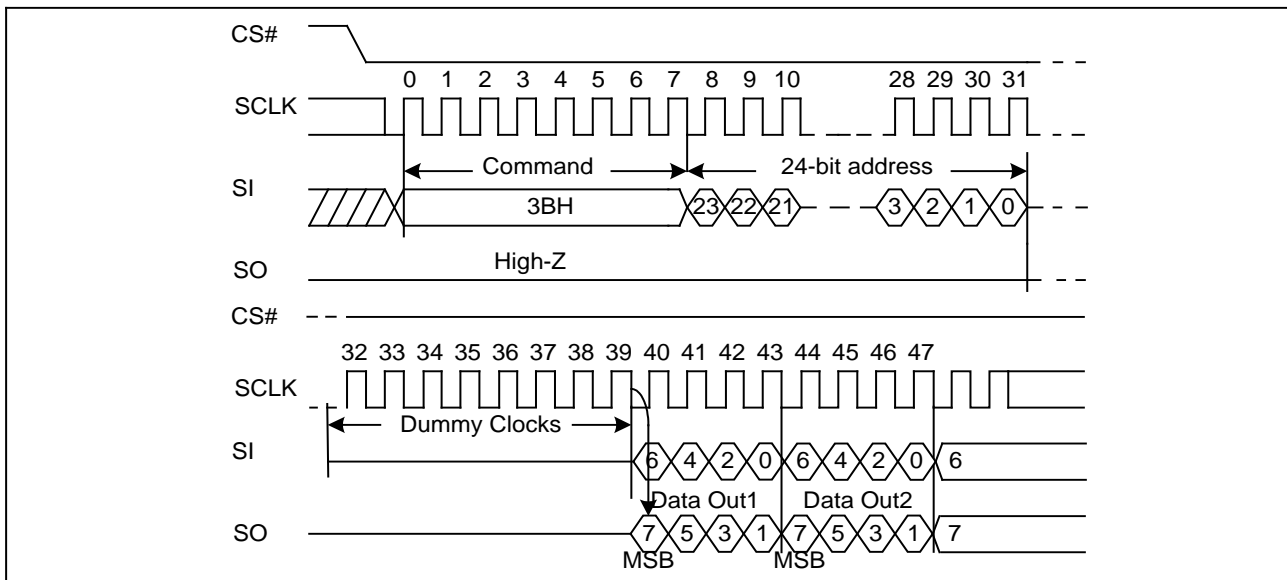 CS#
0 1 2 3 4 5 6 7 8 9 10 28 29 30 31
SCLK
Command 24-bit address
SI
3BH 23 22 21 3 2 1 0
High-Z
SO
CS#
32 33 34 35 36 37 38 39 40 41 42 43 44 45 46 47
SCLK
Dummy Clocks
SI
6 4 2 0 6 4 2 0 6
Data Out1 Data Out2
SO
7 5 3 1 7 5 3 1 7
MSB MSB